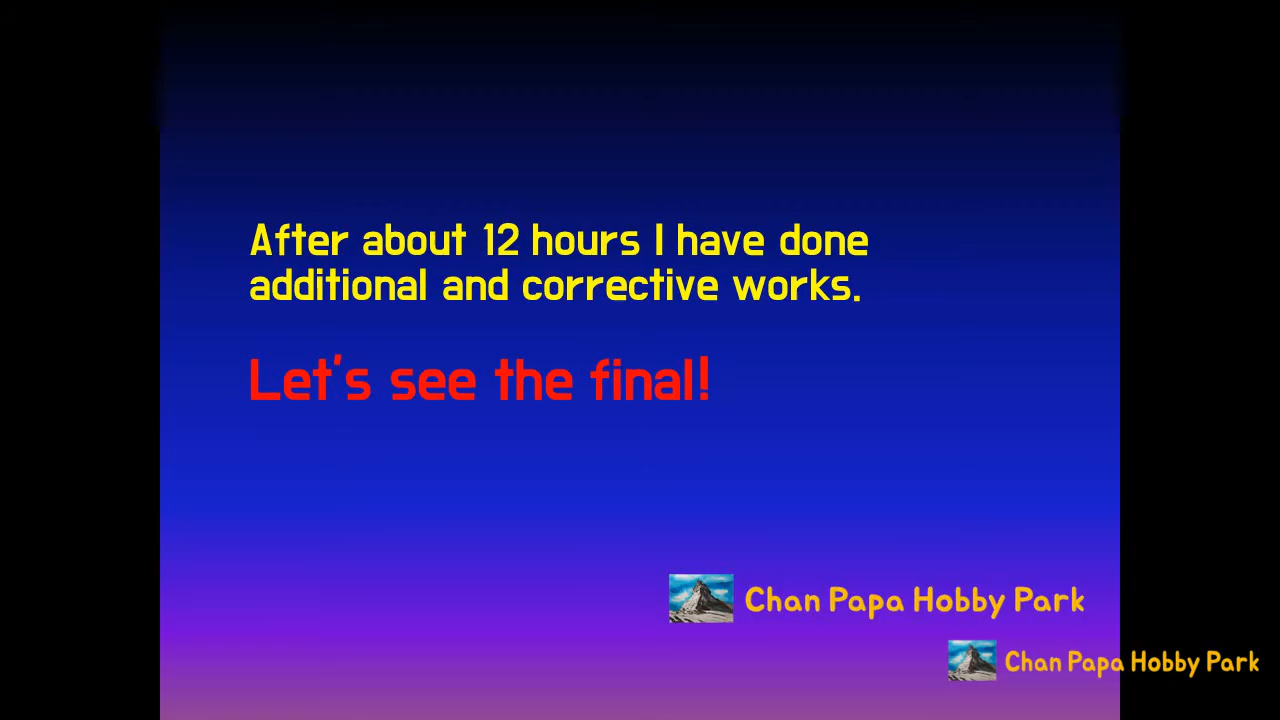 After about 12 hours I have done
additional and corrective works.
Let's see the final!
Chan Papa Hobby Park
Chan Papa Hobby Park